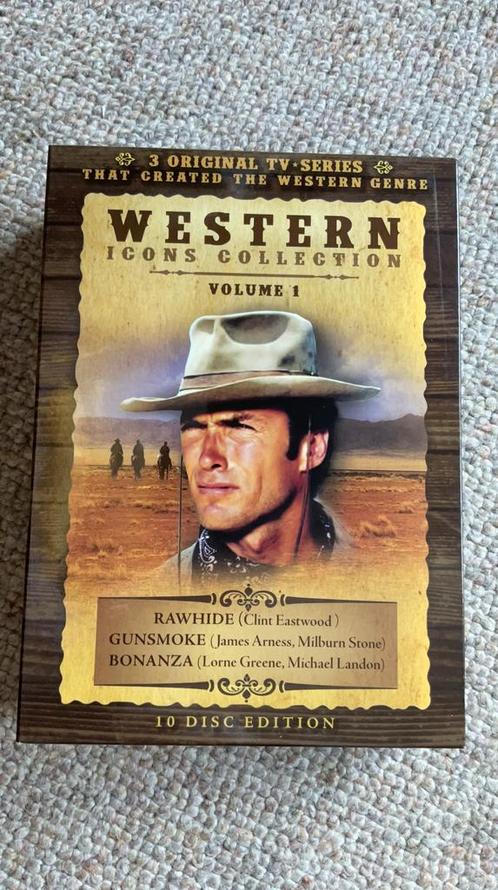 3 ORIGINAL TV·SERIES
THAT CREATED THE WESTERN GENRE
WESTERN
ICONS COLLECTION
VOLUME 1
RAWHIDE (Clint Eastwood )
GUNSMOKE (James Arness, Milburn Stone)
BONANZA (Lorne Greene, Michael Landon)
10 DISC EDITION